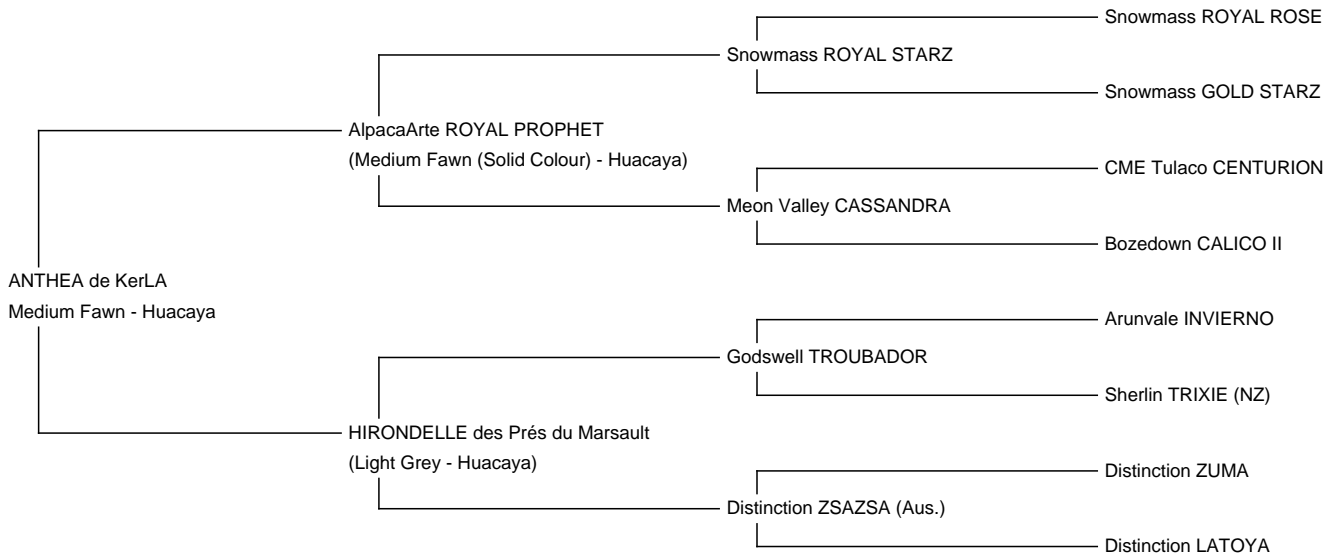 Snowmass ROYAL ROSE
Snowmass ROYAL STARZ
Snowmass GOLD STARZ
AlpacaArte ROYAL PROPHET
(Medium Fawn (Solid Colour) - Huacaya)
CME Tulaco CENTURION
Meon Valley CASSANDRA
Bozedown CALICO II
ANTHEA de KerLA
Medium Fawn - Huacaya
Arunvale INVIERNO
Godswell TROUBADOR
Sherlin TRIXIE (NZ)
HIRONDELLE des Prés du Marsault
(Light Grey - Huacaya)
Distinction ZUMA
Distinction ZSAZSA (Aus.)
Distinction LATOYA